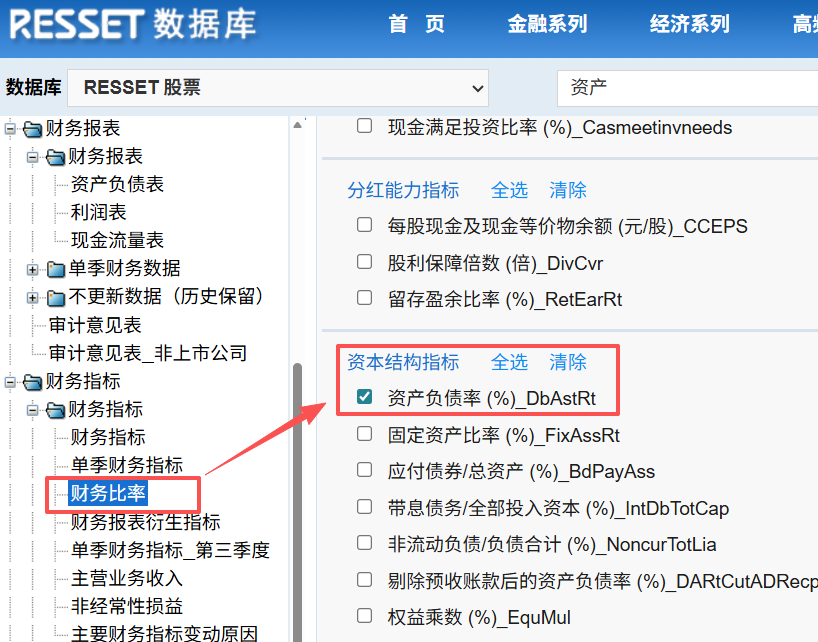 RESSET 数据库
首 页 金融系列 经济系列 高频
数据库 RESSET 股票 资产
财务报表
财务报表
资产负债表
利润表
现金流量表
单季财务数据
不更新数据（历史保留）
审计意见表
审计意见表_非上市公司
财务指标
财务指标
财务指标
单季财务指标
财务比率
财务报表衍生指标
单季财务指标_第三季度
主营业务收入
非经常性损益
主要财务指标变动原因
现金满足投资比率 (%)_Casmeetinvneeds
分红能力指标 全选 清除
每股现金及现金等价物余额 (元/股)_CCEPS
股利保障倍数 (倍)_DivCvr
留存盈余比率 (%)_RetEarRt
资本结构指标 全选 清除
资产负债率 (%)_DbAstRt
固定资产比率 (%)_FixAssRt
应付债券/总资产 (%)_BdPayAss
带息债务/全部投入资本 (%)_IntDbTotCap
非流动负债/负债合计 (%)_NoncurTotLia
剔除预收账款后的资产负债率 (%)_DARtCutADRecp
权益乘数 (%)_EquMul